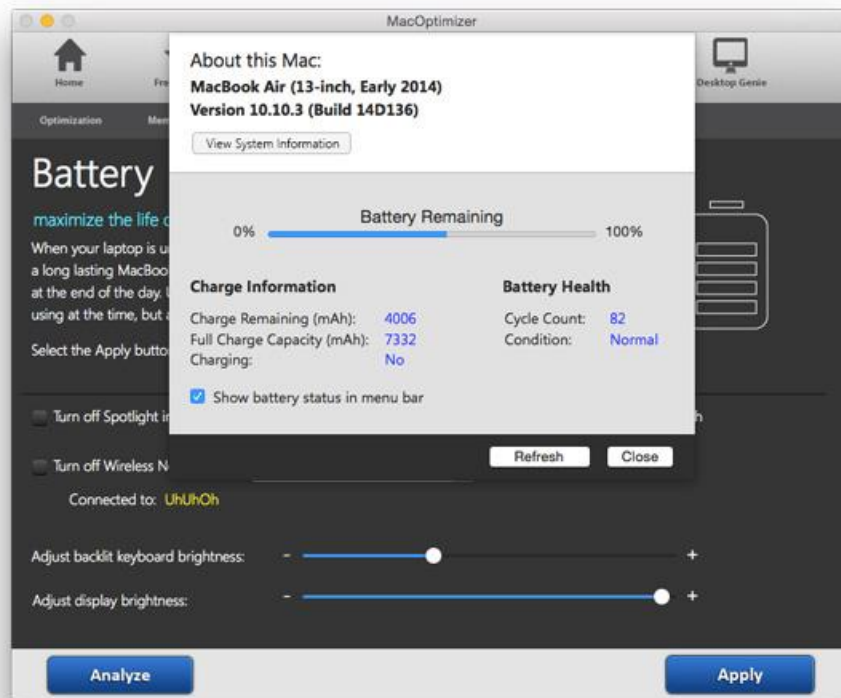 MacOptimizer
Home
Fre
Desktop Genie
Optimization
Mem
About this Mac:
MacBook Air (13-inch, Early 2014)
Version 10.10.3 (Build 14D136)
View System Information
Battery
maximize the life o
When your laptop is u
a long lasting MacBoo
at the end of the day. U
using at the time, but a
Select the Apply butto
Battery Remaining
0% 100%
Charge Information
Charge Remaining (mAh): 4006
Full Charge Capacity (mAh): 7332
Charging: No
Battery Health
Cycle Count: 82
Condition: Normal
Show battery status in menu bar
Refresh Close
Turn off Spotlight in
h
Turn off Wireless N
Connected to: UhUhOh
Adjust backlit keyboard brightness: - +
Adjust display brightness: - +
Analyze Apply